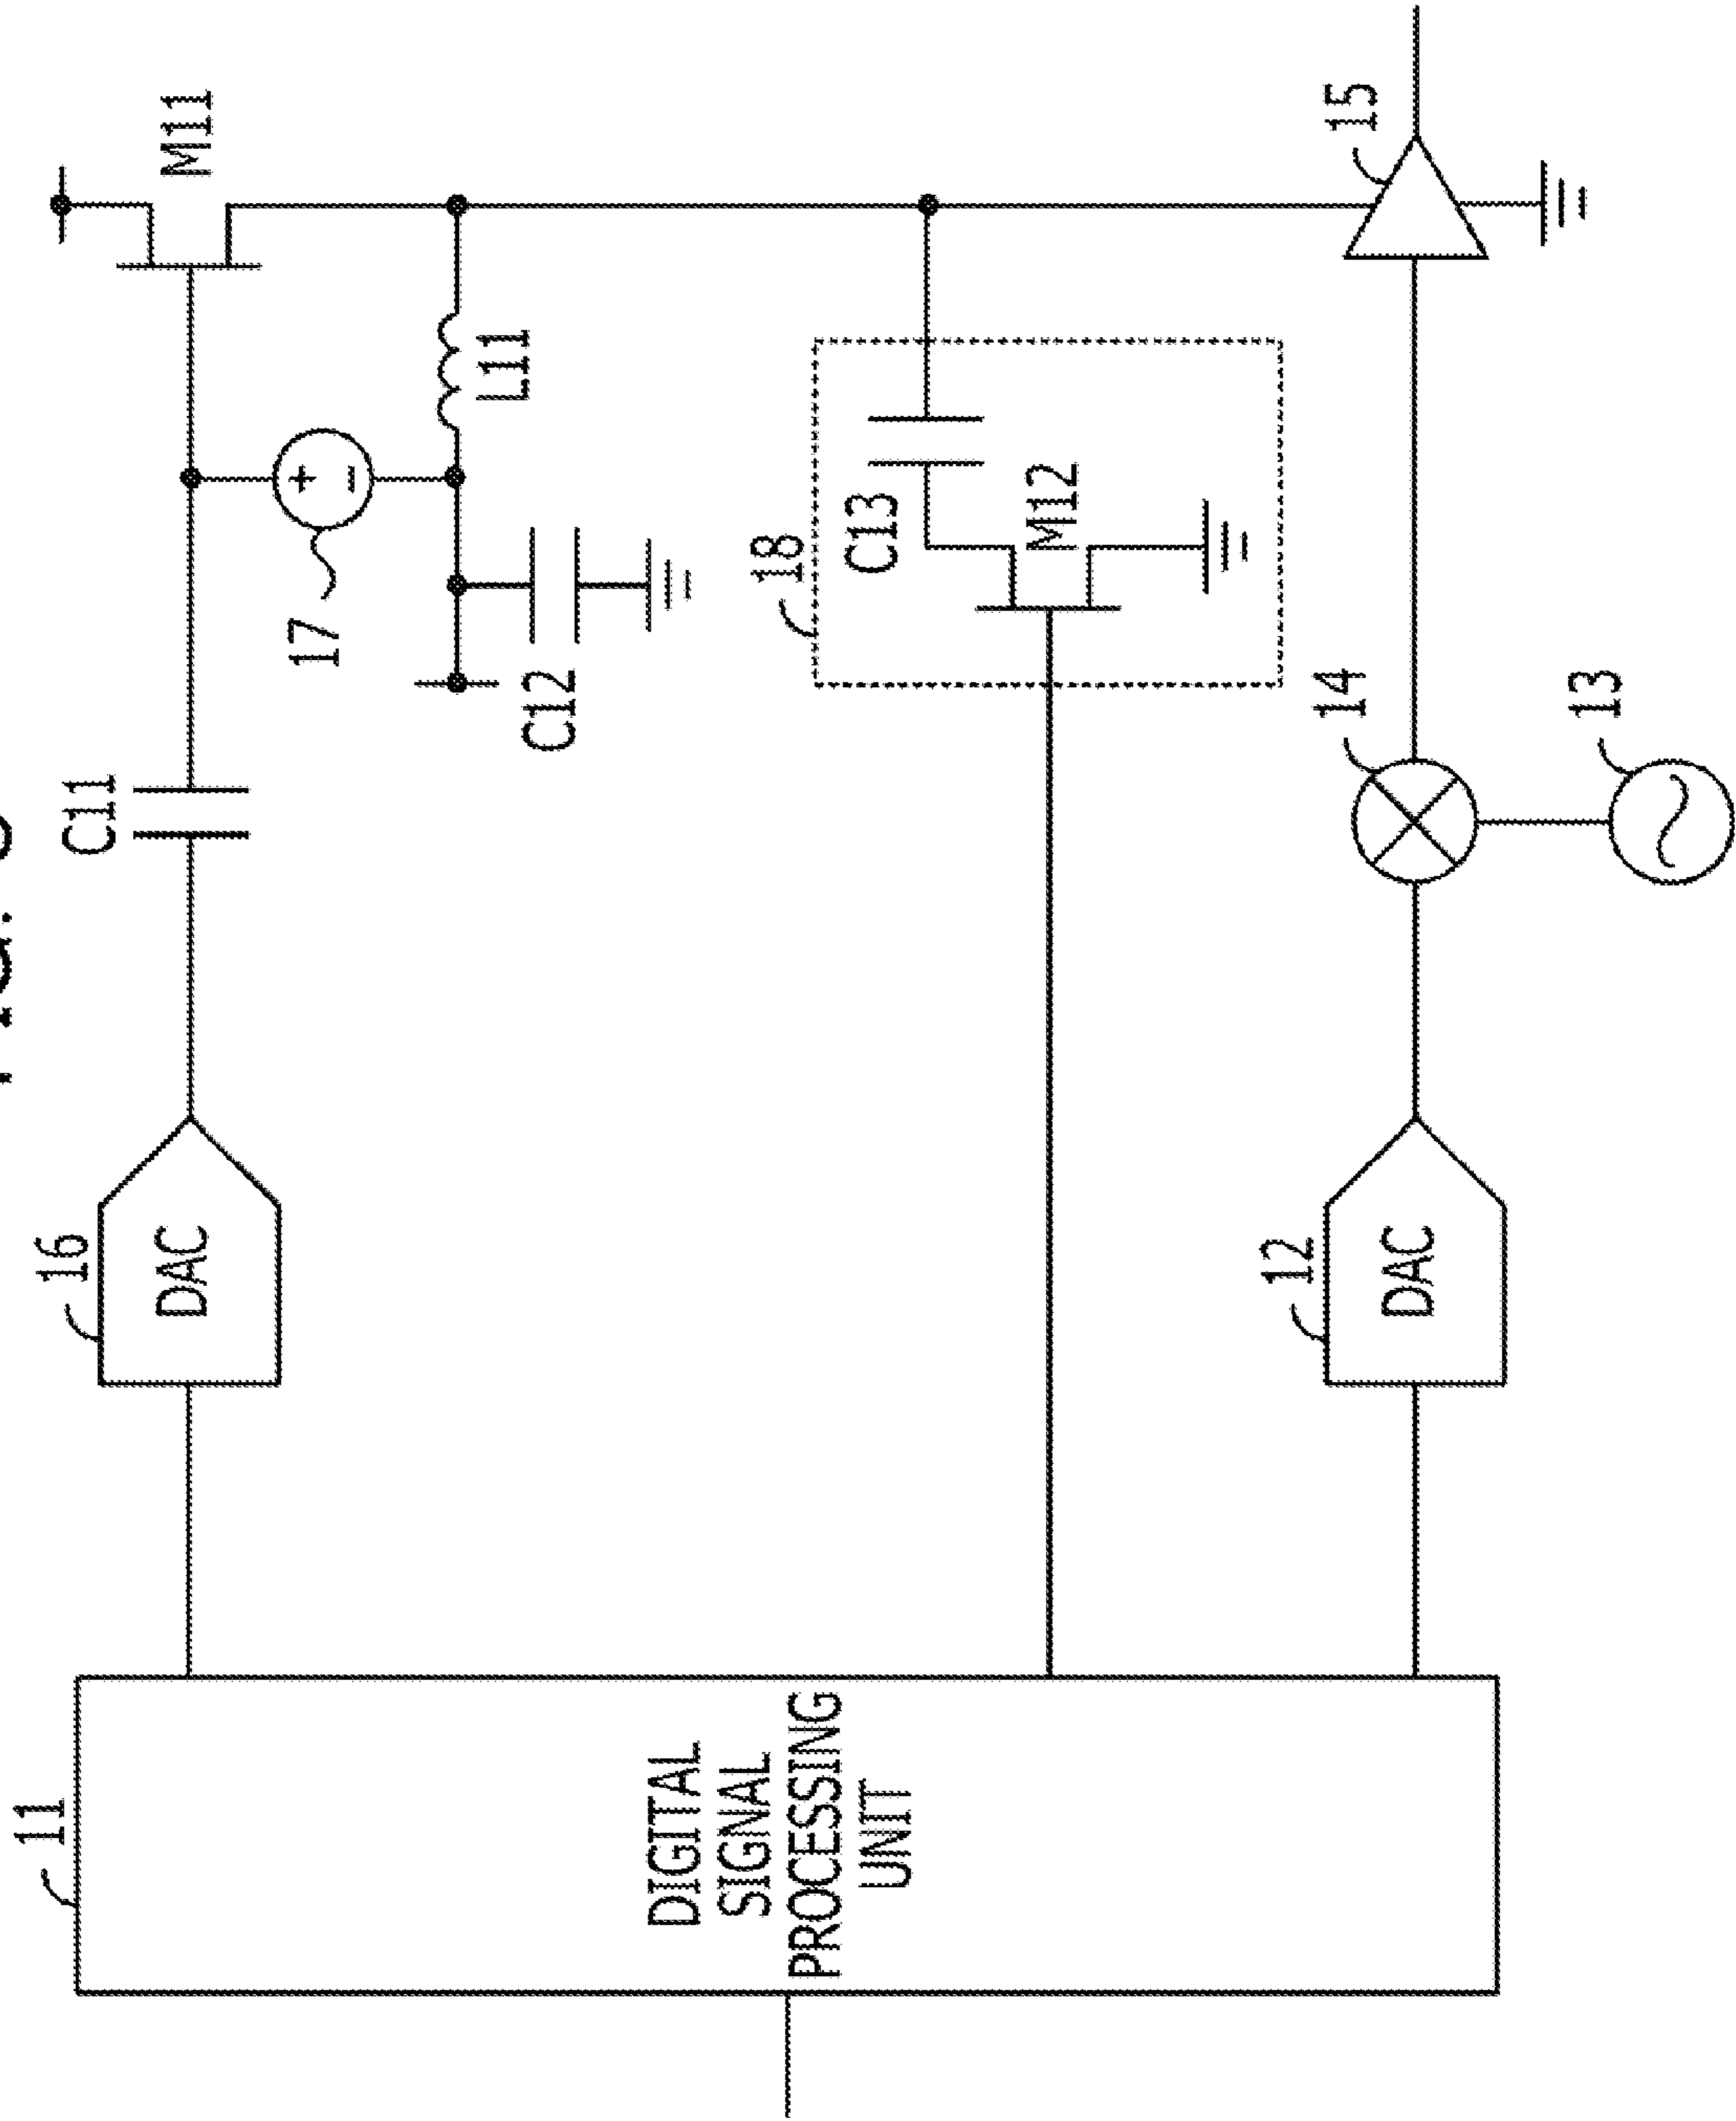 11
16
DAC
C11
M11
17
L11
C12
DIGITAL
SIGNAL
PROCESSING
UNIT
18
C13
M12
12
DAC
14
15
13